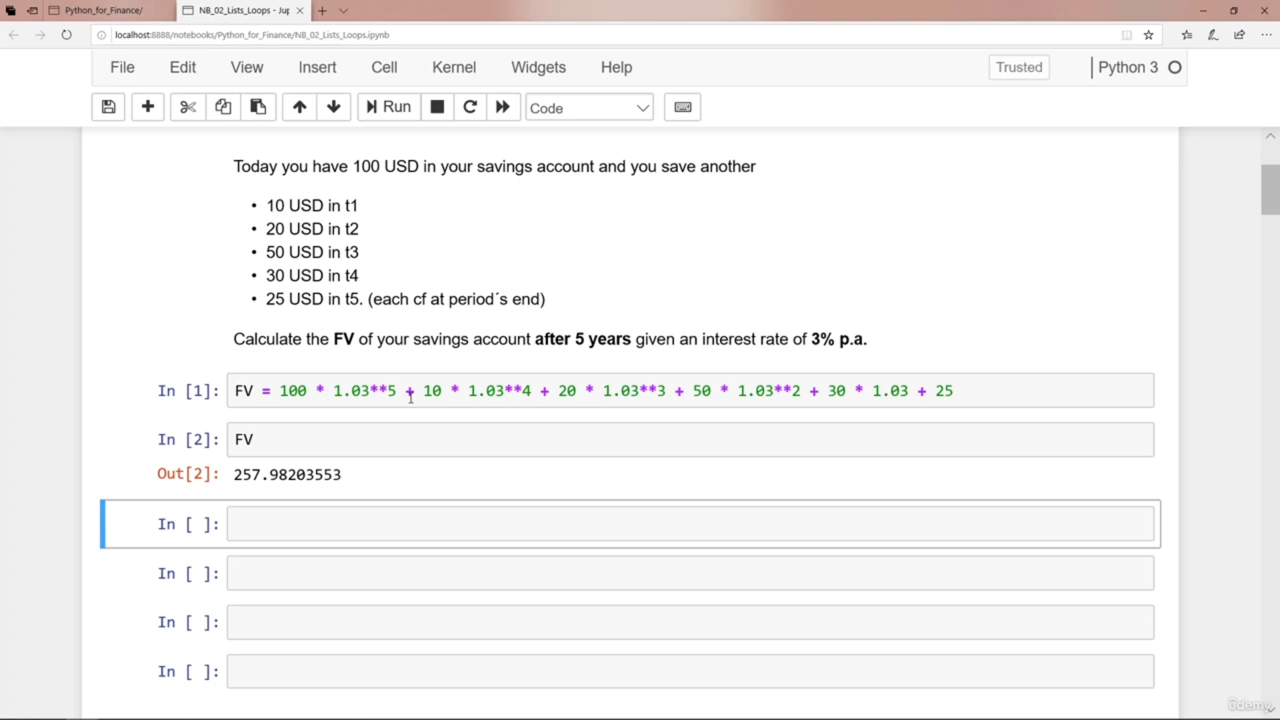 Python_for_Finance/
NB_02_Lists_Loops - Jup
localhost:8888/notebooks/Python_for_Finance/NB_02_Lists_Loops.ipynb
File Edit View Insert Cell Kernel Widgets Help Trusted Python 3
Run Code
Today you have 100 USD in your savings account and you save another
• 10 USD in t1
• 20 USD in t2
• 50 USD in t3
• 30 USD in t4
• 25 USD in t5. (each cf at period´s end)
Calculate the FV of your savings account after 5 years given an interest rate of 3% p.a.
In [1]: FV = 100 * 1.03**5 + 10 * 1.03**4 + 20 * 1.03**3 + 50 * 1.03**2 + 30 * 1.03 + 25
In [2]: FV
Out[2]: 257.98203553
In [ ]:
In [ ]:
In [ ]:
In [ ]:
ûdemy